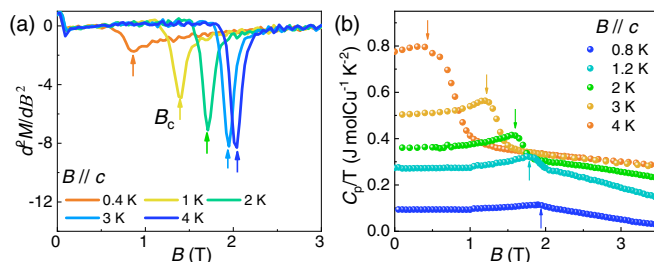 (a)
0
-4
-8
-12
d²M/dB²
Bc
B // c
0.4 K
1 K
2 K
3 K
4 K
0
1
2
3
B (T)
(b)
0.8
0.6
0.4
0.2
0.0
Cp/T (J molCu⁻¹ K⁻²)
B // c
0.8 K
1.2 K
2 K
3 K
4 K
0
1
2
3
B (T)